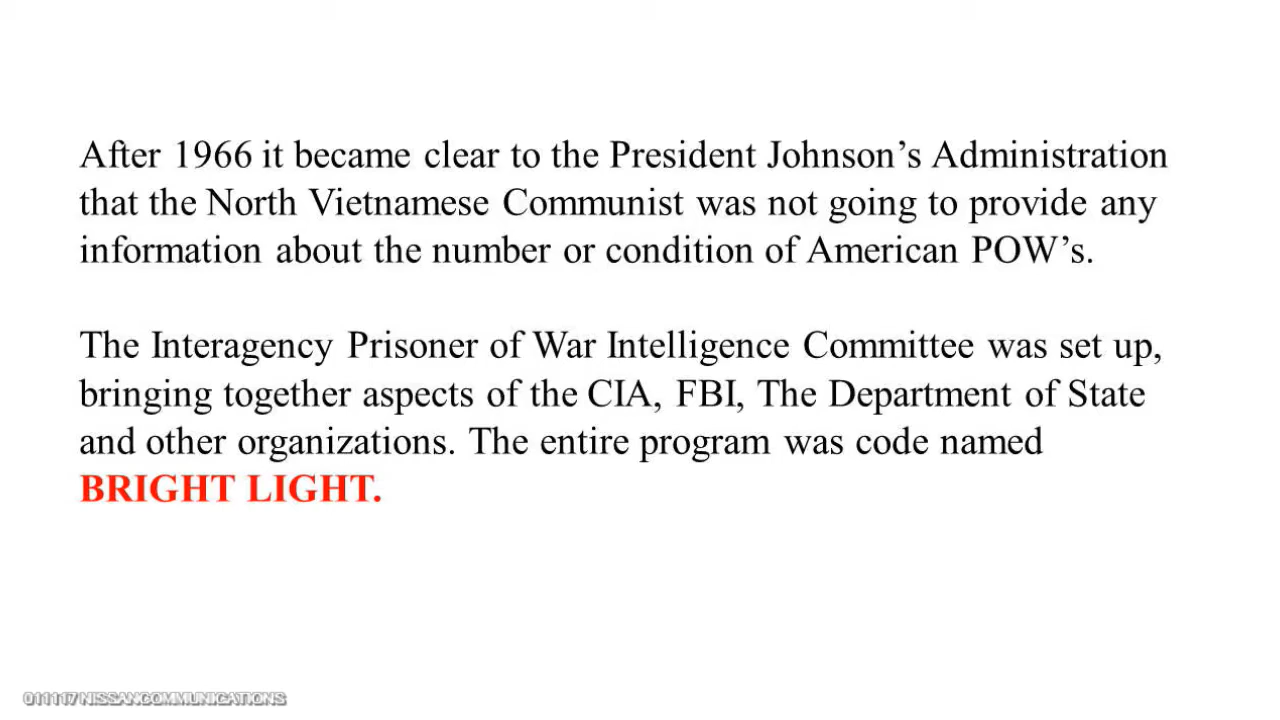 After 1966 it became clear to the President Johnson’s Administration
that the North Vietnamese Communist was not going to provide any
information about the number or condition of American POW’s.
The Interagency Prisoner of War Intelligence Committee was set up,
bringing together aspects of the CIA, FBI, The Department of State
and other organizations. The entire program was code named
BRIGHT LIGHT.
011117 NISSANCOMMUNICATIONS